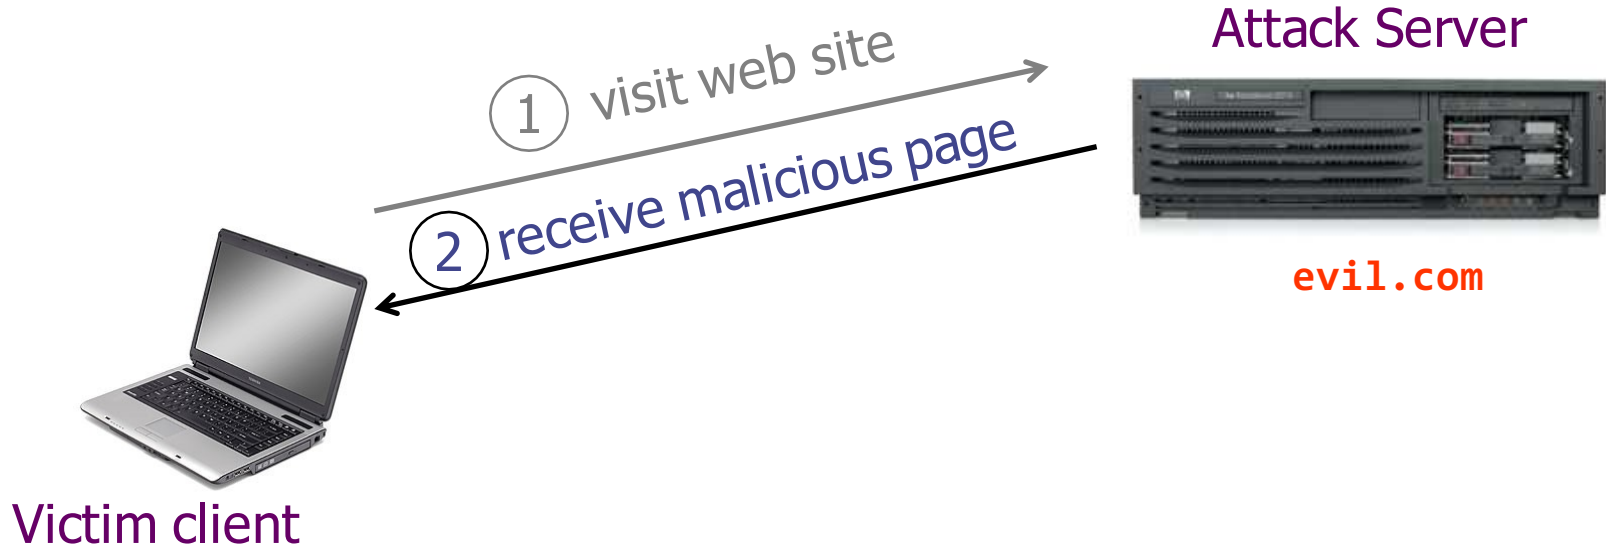 Attack Server
1 visit web site
2 receive malicious page
evil.com
Victim client